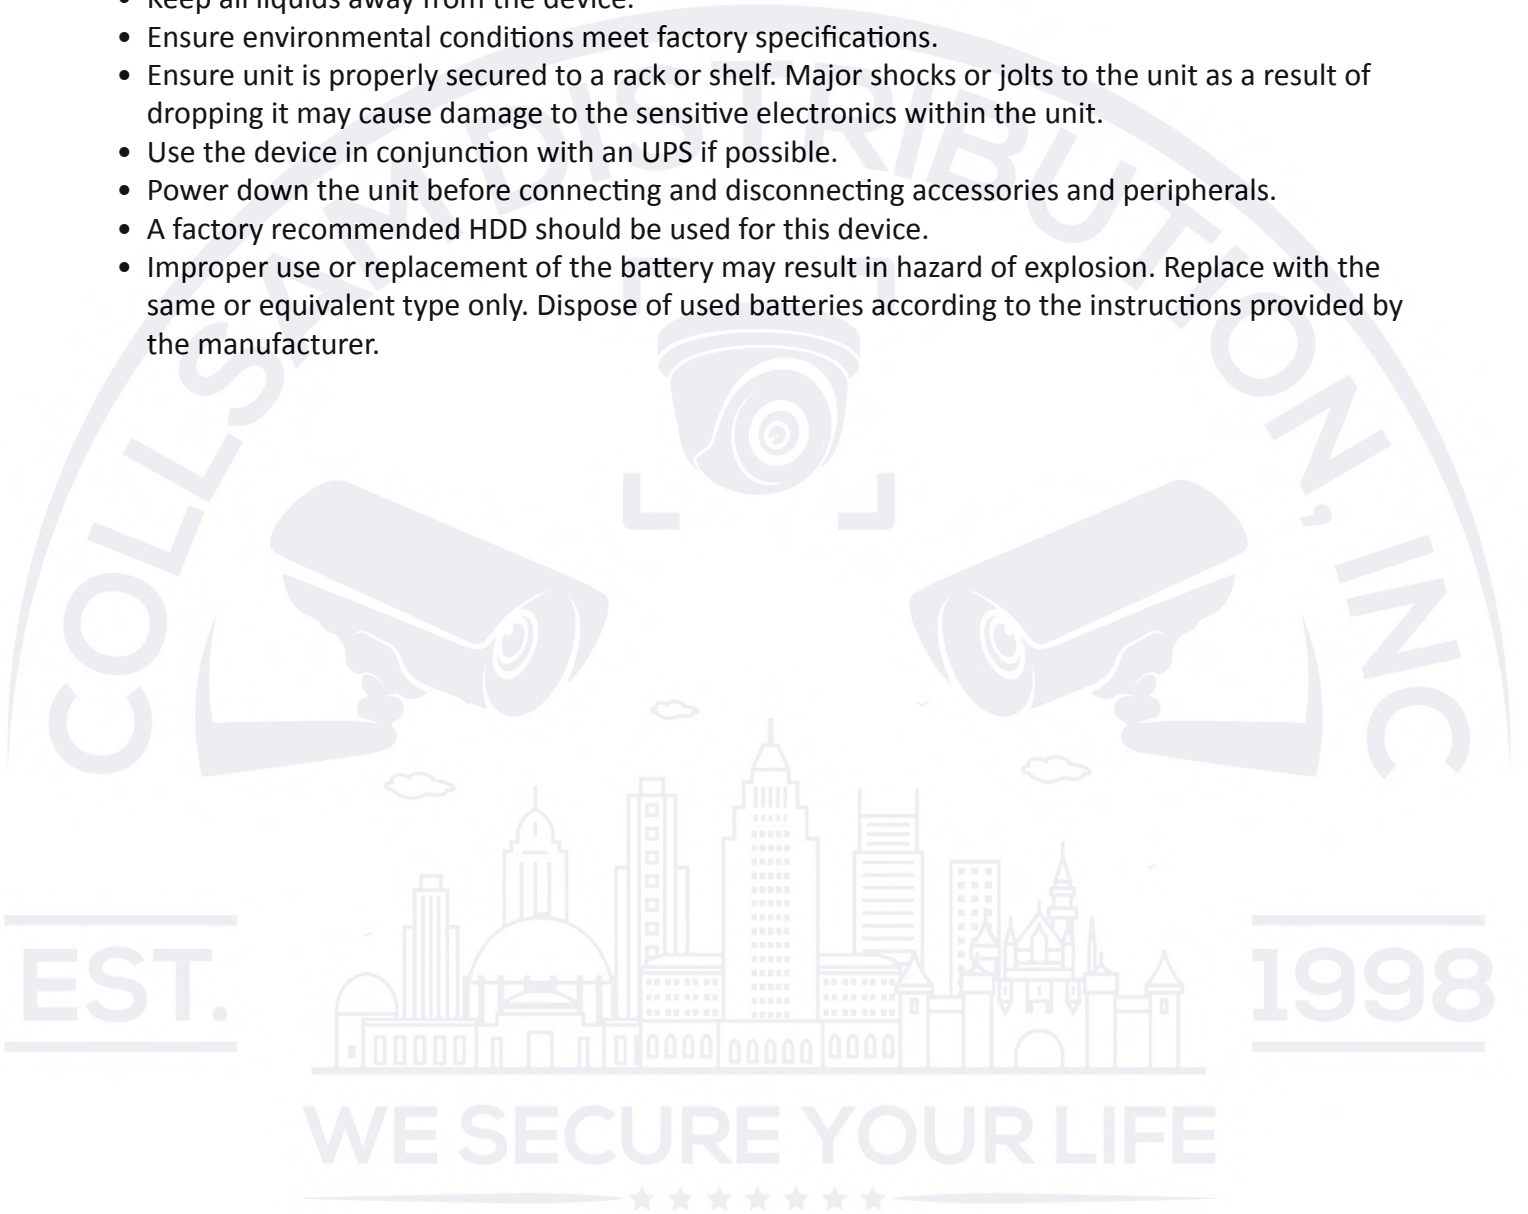 • Keep all liquids away from the device.
• Ensure environmental conditions meet factory specifications.
• Ensure unit is properly secured to a rack or shelf. Major shocks or jolts to the unit as a result of
dropping it may cause damage to the sensitive electronics within the unit.
• Use the device in conjunction with an UPS if possible.
• Power down the unit before connecting and disconnecting accessories and peripherals.
• A factory recommended HDD should be used for this device.
• Improper use or replacement of the battery may result in hazard of explosion. Replace with the
same or equivalent type only. Dispose of used batteries according to the instructions provided by
the manufacturer.
COLLSAM DISTRIBUTION, INC
EST.
1998
WE SECURE YOUR LIFE